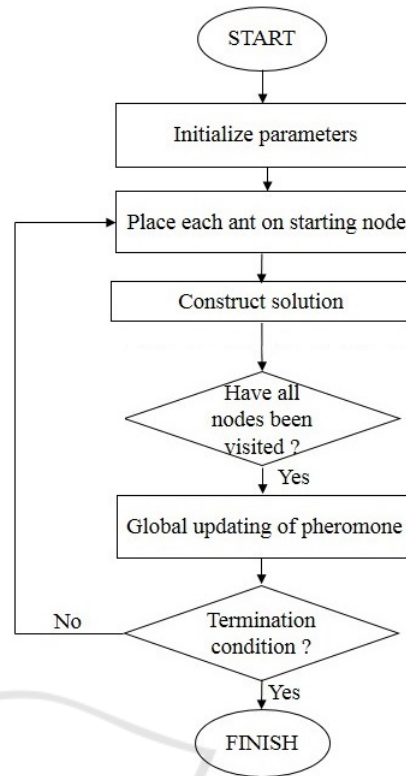 START
Initialize parameters
Place each ant on starting node
Construct solution
Have all
nodes been
visited ?
Yes
Global updating of pheromone
No
Termination
condition ?
Yes
FINISH